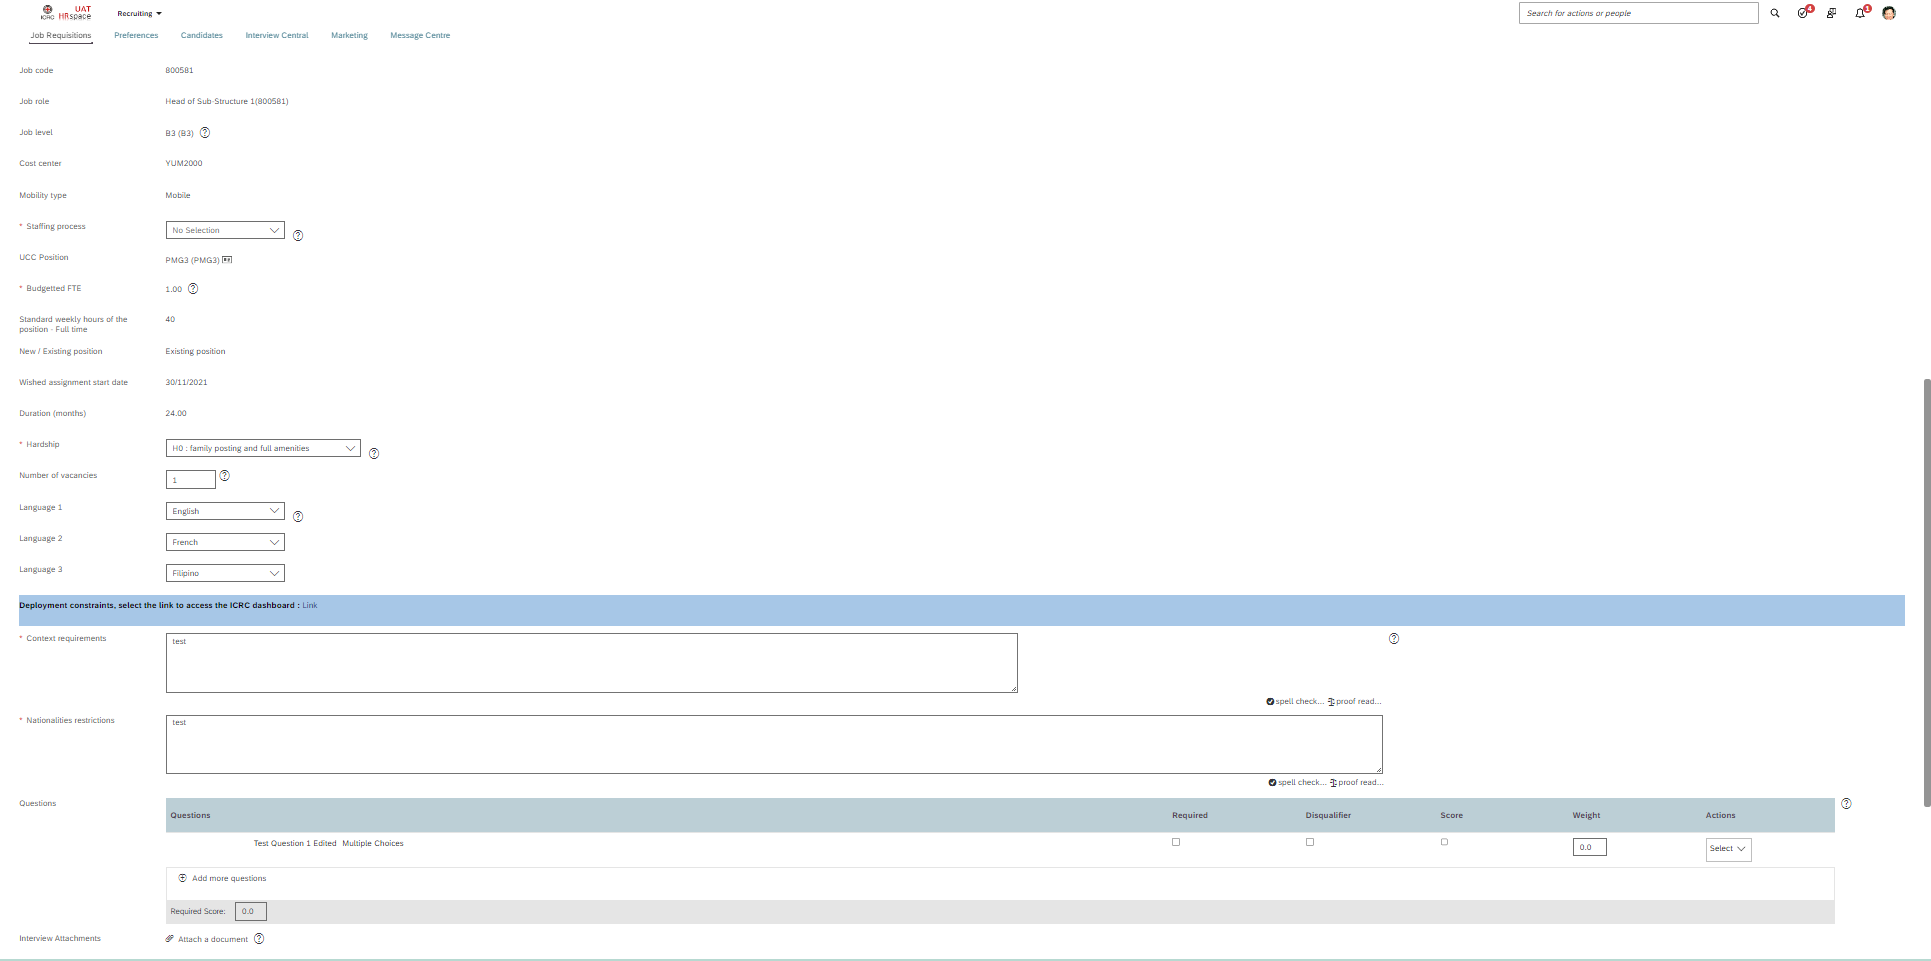 ICRC
UAT
HRspace
Recruiting
Search for actions or people
4
1
Job Requisitions
Preferences
Candidates
Interview Central
Marketing
Message Centre
Job code
800581
Job role
Head of Sub-Structure 1(800581)
Job level
B3 (B3)
Cost center
YUM2000
Mobility type
Mobile
* Staffing process
No Selection
UCC Position
PMG3 (PMG3)
* Budgetted FTE
1.00
Standard weekly hours of the
position - Full time
40
New / Existing position
Existing position
Wished assignment start date
30/11/2021
Duration (months)
24.00
* Hardship
H0 : family posting and full amenities
Number of vacancies
1
Language 1
English
Language 2
French
Language 3
Filipino
Deployment constraints, select the link to access the ICRC dashboard : Link
* Context requirements
test
spell check... proof read...
* Nationalities restrictions
test
spell check... proof read...
Questions
Questions
Required
Disqualifier
Score
Weight
Actions
Test Question 1 Edited Multiple Choices
0.0
Select
Add more questions
Required Score:
0.0
Interview Attachments
Attach a document